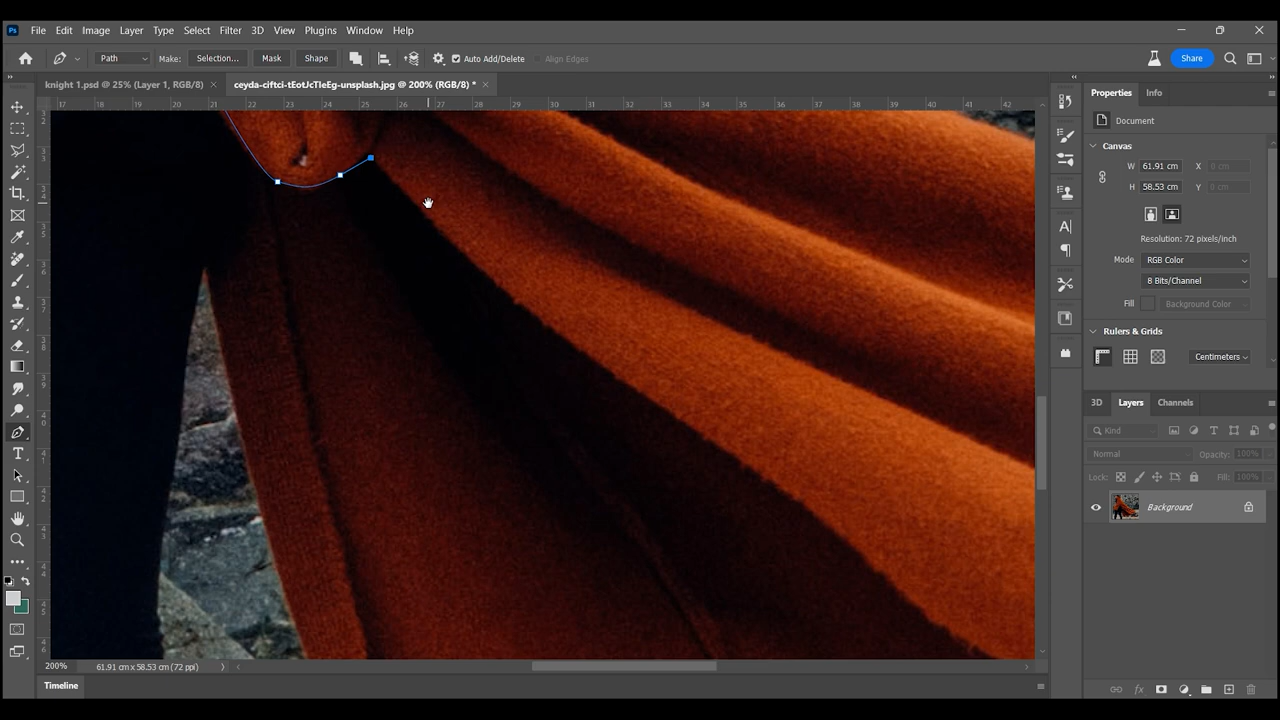 Ps File Edit Image Layer Type Select Filter 3D View Plugins Window Help
Path Make: Selection... Mask Shape Auto Add/Delete Align Edges Share
knight 1.psd @ 25% (Layer 1, RGB/8) × ceyda-ciftci-tEotJcTleEg-unsplash.jpg @ 200% (RGB/8) * ×
17 18 19 20 21 22 23 24 25 26 27 28 29 30 31 32 33 34 35 36 37 38 39 40 41 42
Properties Info
Document
Canvas
W 61.91 cm X 0 cm
H 58.53 cm Y 0 cm
Resolution: 72 pixels/inch
Mode RGB Color
8 Bits/Channel
Fill Background Color
Rulers & Grids
Centimeters
3D Layers Channels
Kind
Normal Opacity: 100%
Lock: Fill: 100%
Background
200% 61.91 cm x 58.53 cm (72 ppi)
Timeline